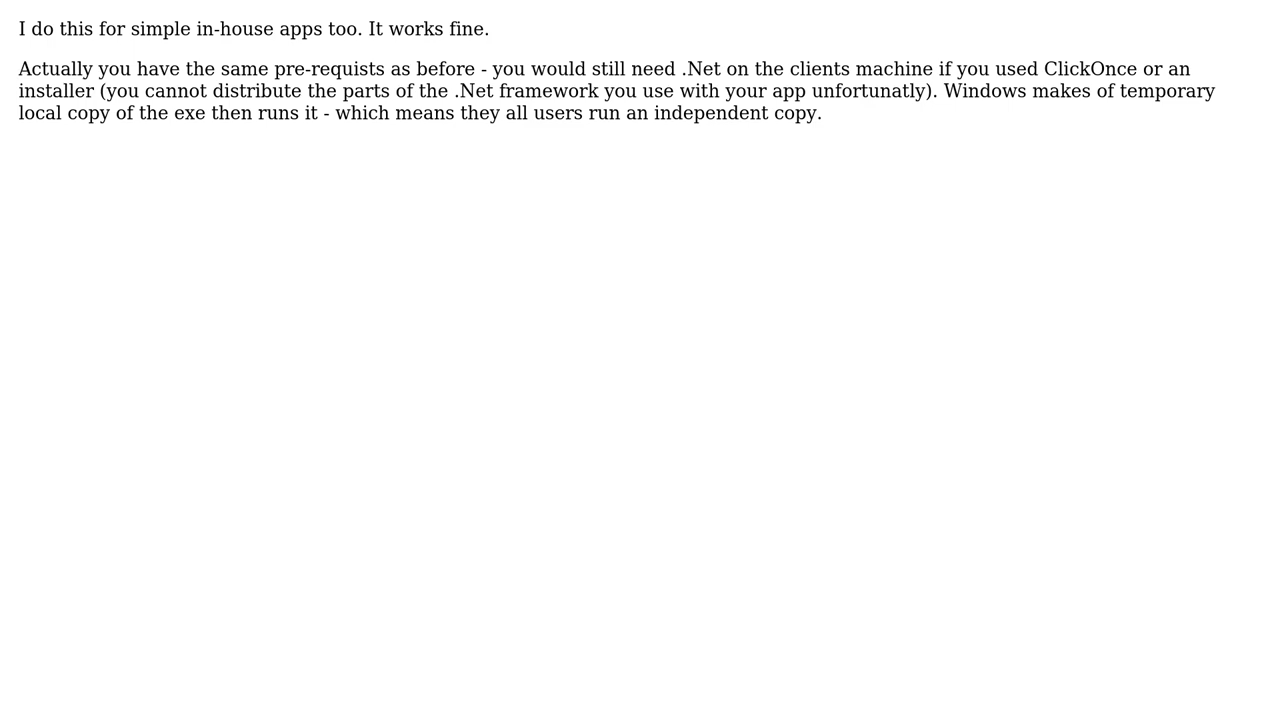 I do this for simple in-house apps too. It works fine.
Actually you have the same pre-requists as before - you would still need .Net on the clients machine if you used ClickOnce or an
installer (you cannot distribute the parts of the .Net framework you use with your app unfortunatly). Windows makes of temporary
local copy of the exe then runs it - which means they all users run an independent copy.